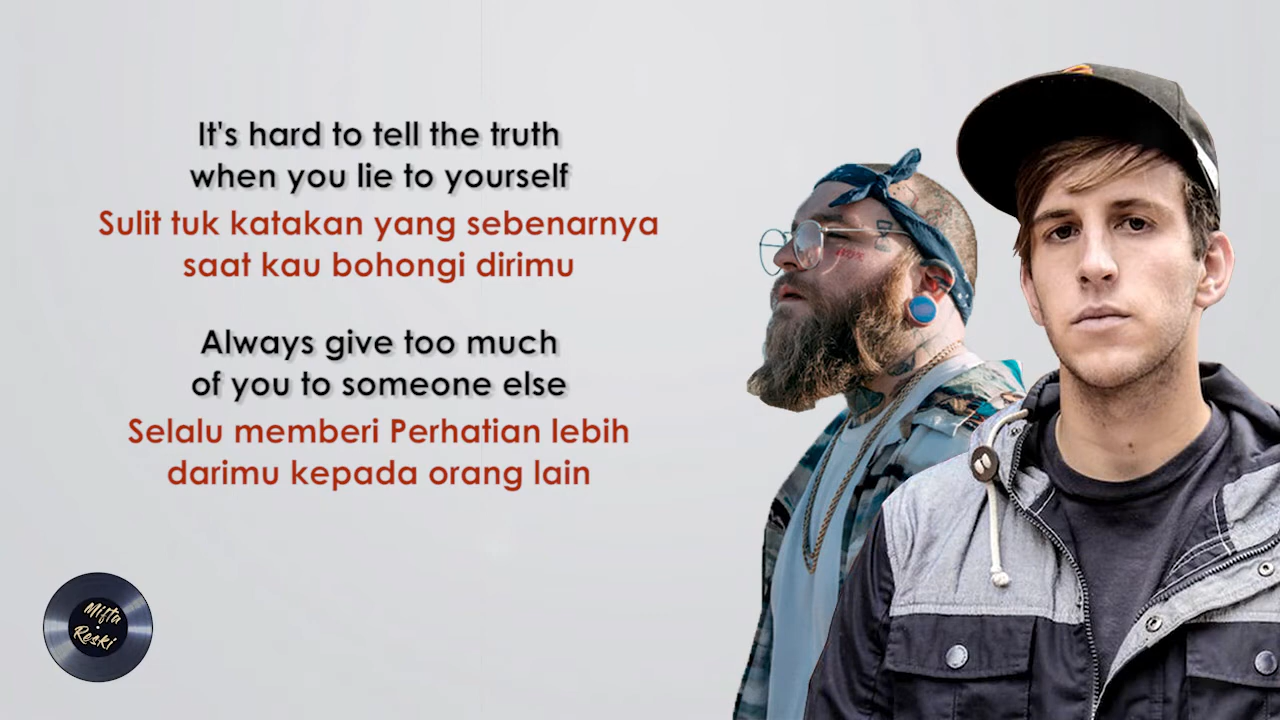 It's hard to tell the truth
when you lie to yourself
Sulit tuk katakan yang sebenarnya
saat kau bohongi dirimu
Always give too much
of you to someone else
Selalu memberi Perhatian lebih
darimu kepada orang lain
Mifta
Reski